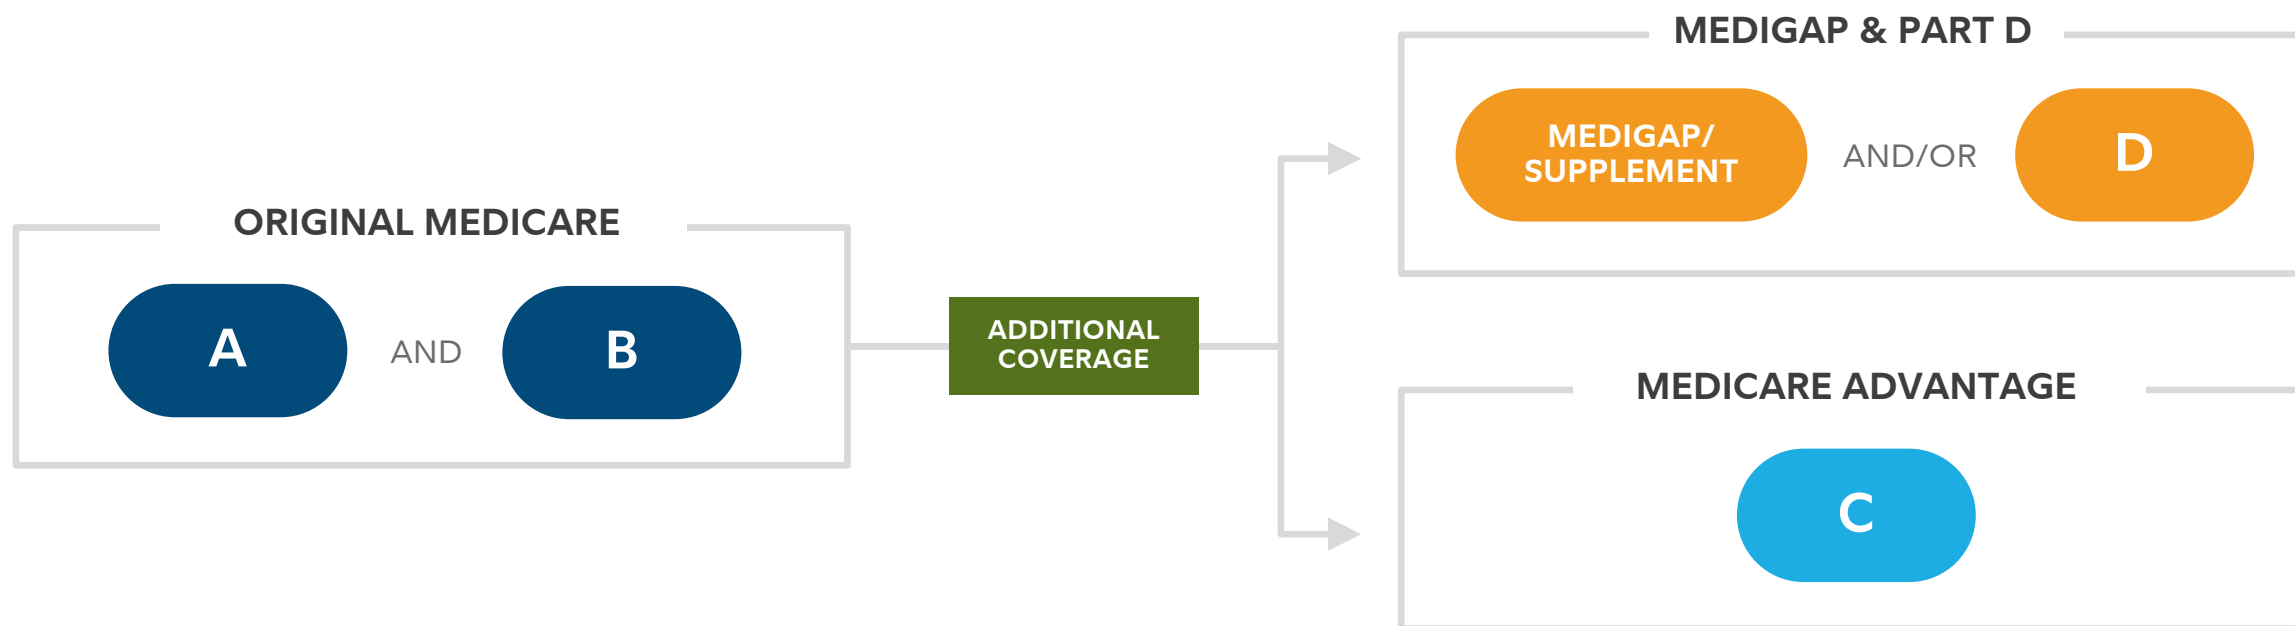 ORIGINAL MEDICARE
A
AND
B
ADDITIONAL
COVERAGE
MEDIGAP & PART D
MEDIGAP/
SUPPLEMENT
AND/OR
D
MEDICARE ADVANTAGE
C